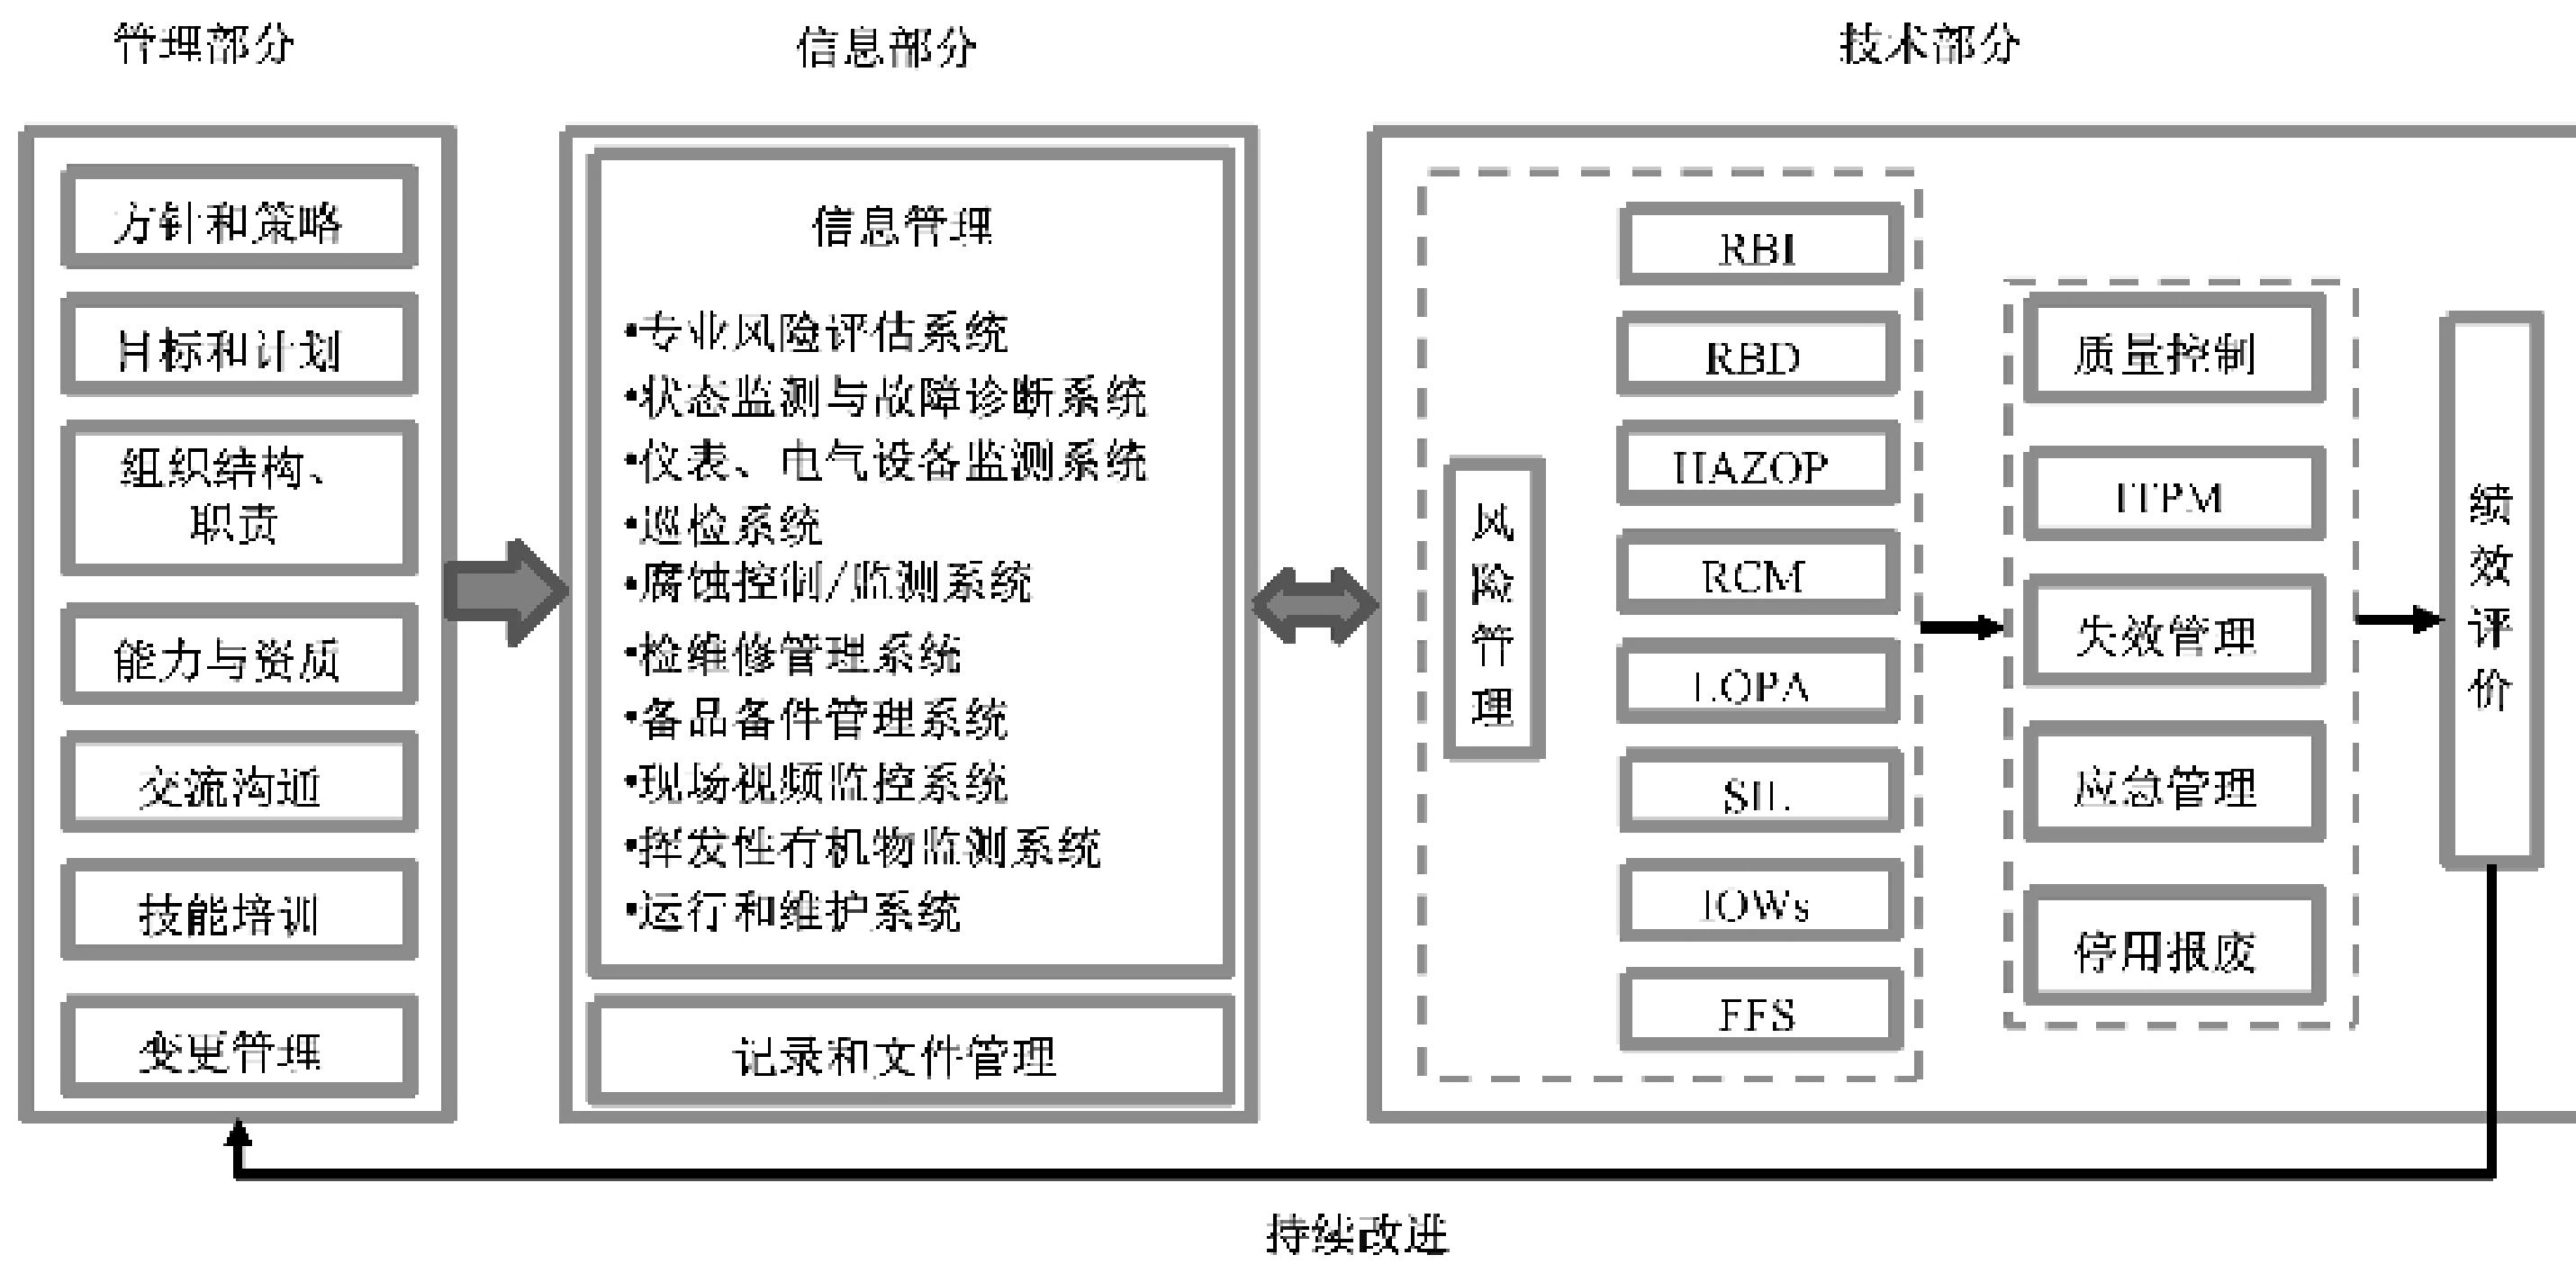 管理部分
信息部分
技术部分
方针和策略
目标和计划
组织结构、
职责
能力与资质
交流沟通
技能培训
变更管理
信息管理
•专业风险评估系统
•状态监测与故障诊断系统
•仪表、电气设备监测系统
•巡检系统
•腐蚀控制/监测系统
•检维修管理系统
•备品备件管理系统
•现场视频监控系统
•挥发性有机物监测系统
•运行和维护系统
记录和文件管理
风险管理
RBI
RBD
HAZOP
RCM
LOPA
SIL
IOWs
FFS
质量控制
ITPM
失效管理
应急管理
停用报废
绩效评价
持续改进